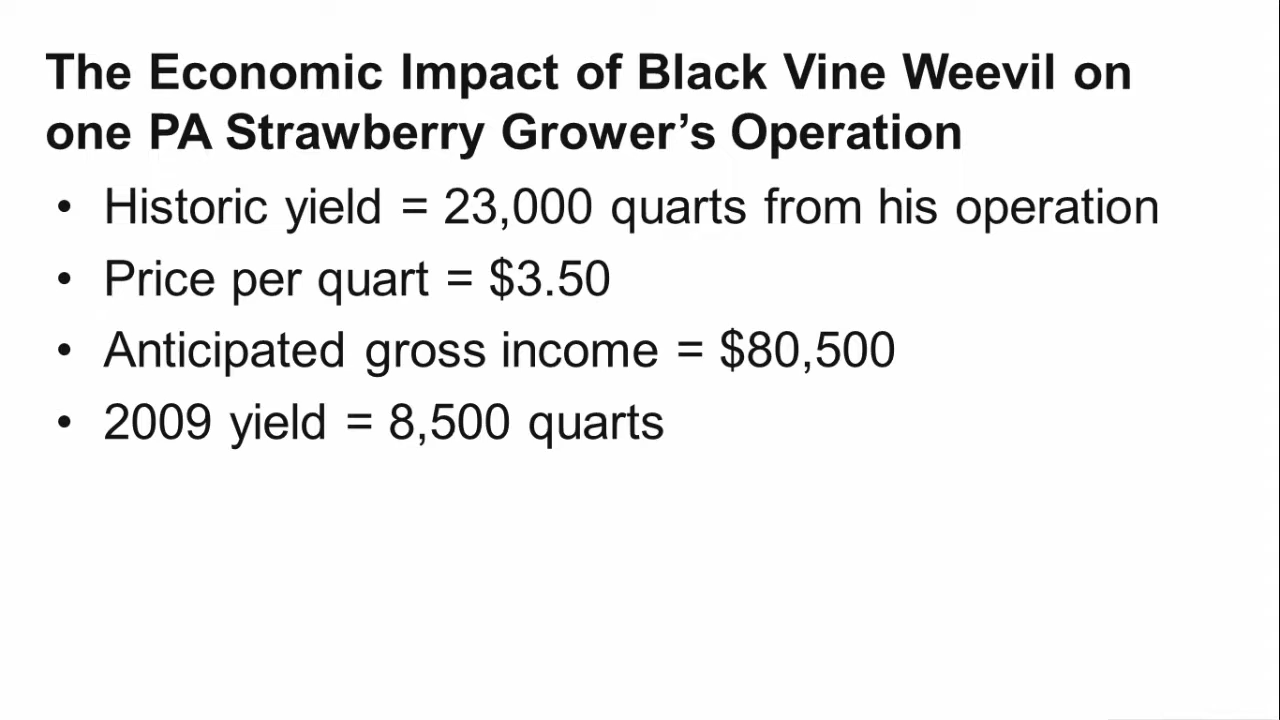 The Economic Impact of Black Vine Weevil on
one PA Strawberry Grower’s Operation
• Historic yield = 23,000 quarts from his operation
• Price per quart = $3.50
• Anticipated gross income = $80,500
• 2009 yield = 8,500 quarts